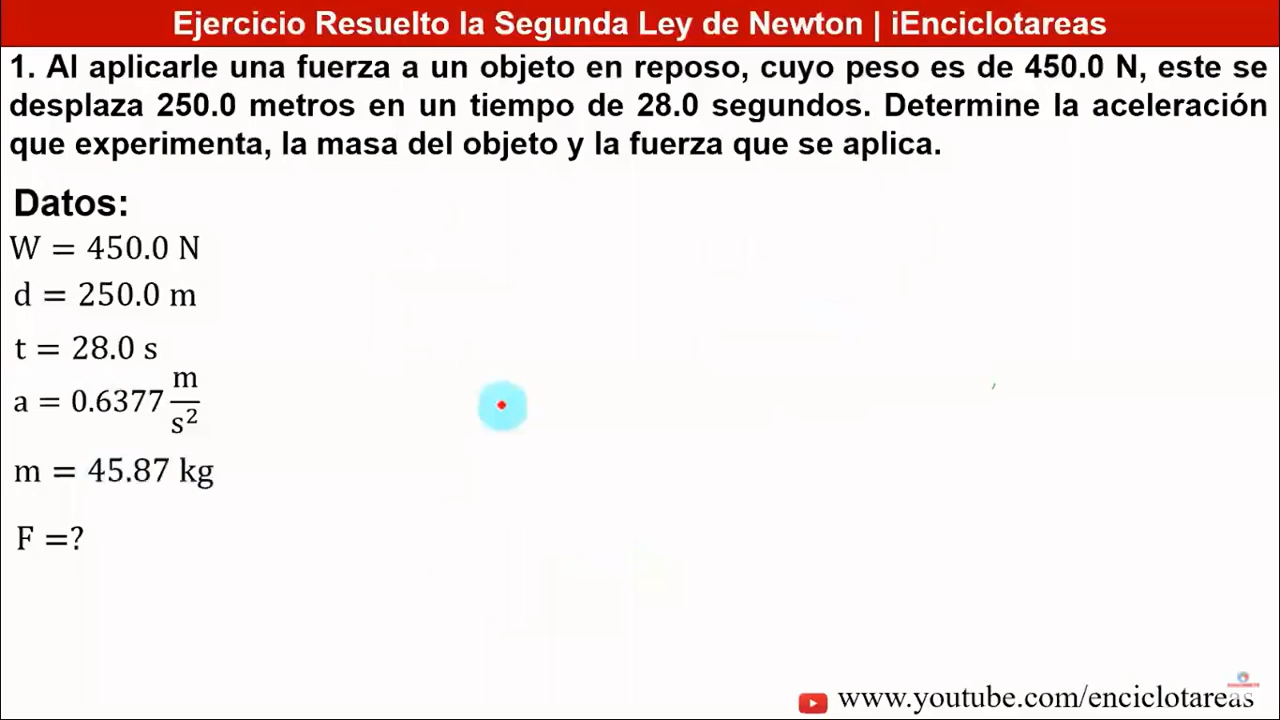 Ejercicio Resuelto la Segunda Ley de Newton | iEnciclotareas
1. Al aplicarle una fuerza a un objeto en reposo, cuyo peso es de 450.0 N, este se
desplaza 250.0 metros en un tiempo de 28.0 segundos. Determine la aceleración
que experimenta, la masa del objeto y la fuerza que se aplica.
Datos:
W = 450.0 N
d = 250.0 m
t = 28.0 s
a = 0.6377 m/s²
m = 45.87 kg
F =?
www.youtube.com/enciclotareas